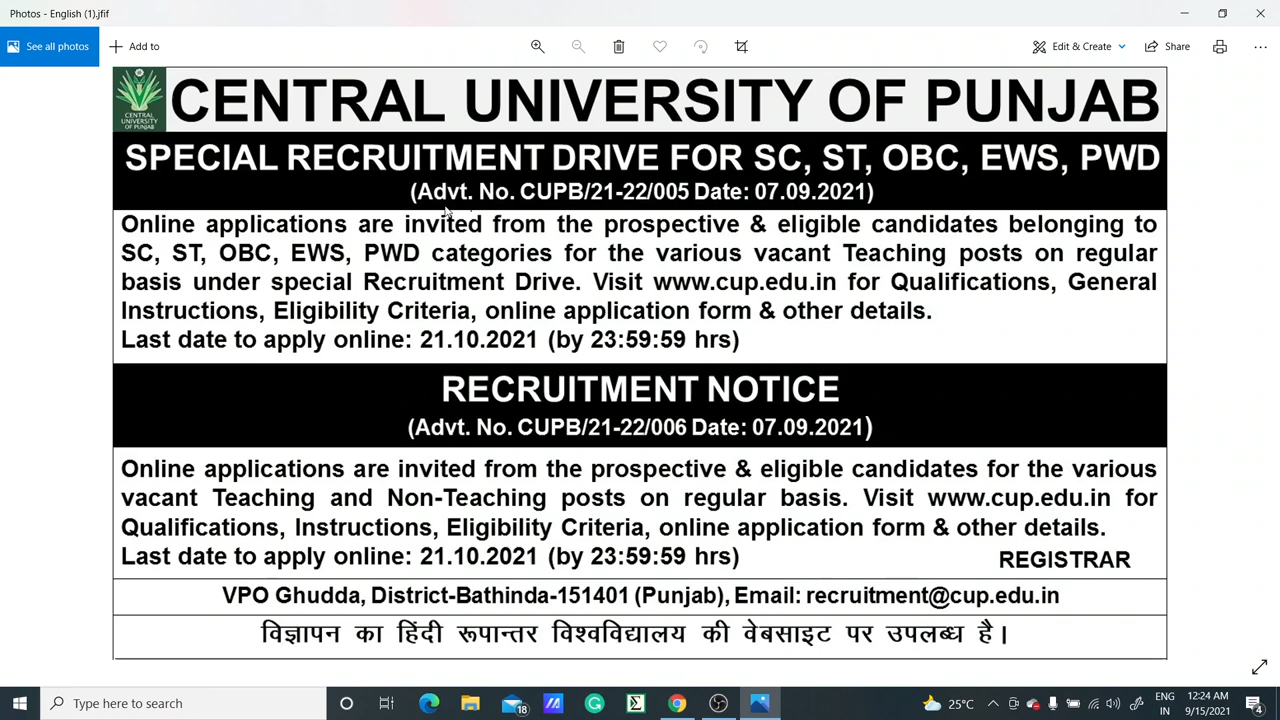 Photos - English (1).jfif
See all photos
Add to
Edit & Create
Share
CENTRAL
UNIVERSITY
OF PUNJAB
CENTRAL UNIVERSITY OF PUNJAB
SPECIAL RECRUITMENT DRIVE FOR SC, ST, OBC, EWS, PWD
(Advt. No. CUPB/21-22/005 Date: 07.09.2021)
Online applications are invited from the prospective & eligible candidates belonging to
SC, ST, OBC, EWS, PWD categories for the various vacant Teaching posts on regular
basis under special Recruitment Drive. Visit www.cup.edu.in for Qualifications, General
Instructions, Eligibility Criteria, online application form & other details.
Last date to apply online: 21.10.2021 (by 23:59:59 hrs)
RECRUITMENT NOTICE
(Advt. No. CUPB/21-22/006 Date: 07.09.2021)
Online applications are invited from the prospective & eligible candidates for the various
vacant Teaching and Non-Teaching posts on regular basis. Visit www.cup.edu.in for
Qualifications, Instructions, Eligibility Criteria, online application form & other details.
Last date to apply online: 21.10.2021 (by 23:59:59 hrs)
REGISTRAR
VPO Ghudda, District-Bathinda-151401 (Punjab), Email: recruitment@cup.edu.in
विज्ञापन का हिंदी रूपान्तर विश्वविद्यालय की वेबसाइट पर उपलब्ध है।
Type here to search
18
25°C
ENG
IN
12:24 AM
9/15/2021
4